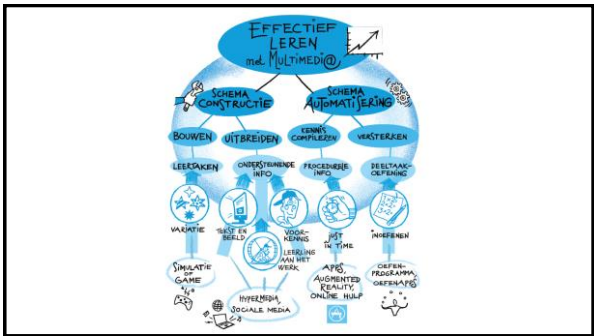 EFFECTIEF
LEREN
met MULTIMEDI@
SCHEMA
CONSTRUCTIE
SCHEMA
AUTOMATISERING
BOUWEN
UITBREIDEN
KENNIS
COMPILEREN
VERSTERKEN
LEERTAKEN
ONDERSTEUNENDE
INFO
PROCEDURELE
INFO
DEELTAAK-
OEFENING
VARIATIE
TEKST EN
BEELD
VOOR-
KENNIS
LEERLING
AAN HET
WERK
JUST
IN TIME
INOEFENEN
SIMULATIE
OF
GAME
HYPERMEDIA,
SOCIALE MEDIA
APPS,
AUGMENTED
REALITY,
ONLINE HULP
OEFEN-
PROGRAMMA,
OEFENAPPS